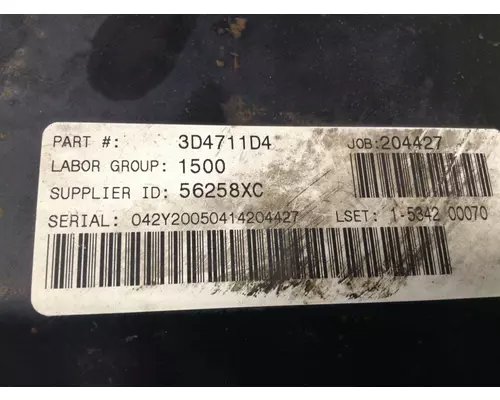 PART #: 3D4711D4 JOB:204427
LABOR GROUP: 1500
SUPPLIER ID: 56258XC
SERIAL: 042Y20050414204427 LSET: 1-5342 00070